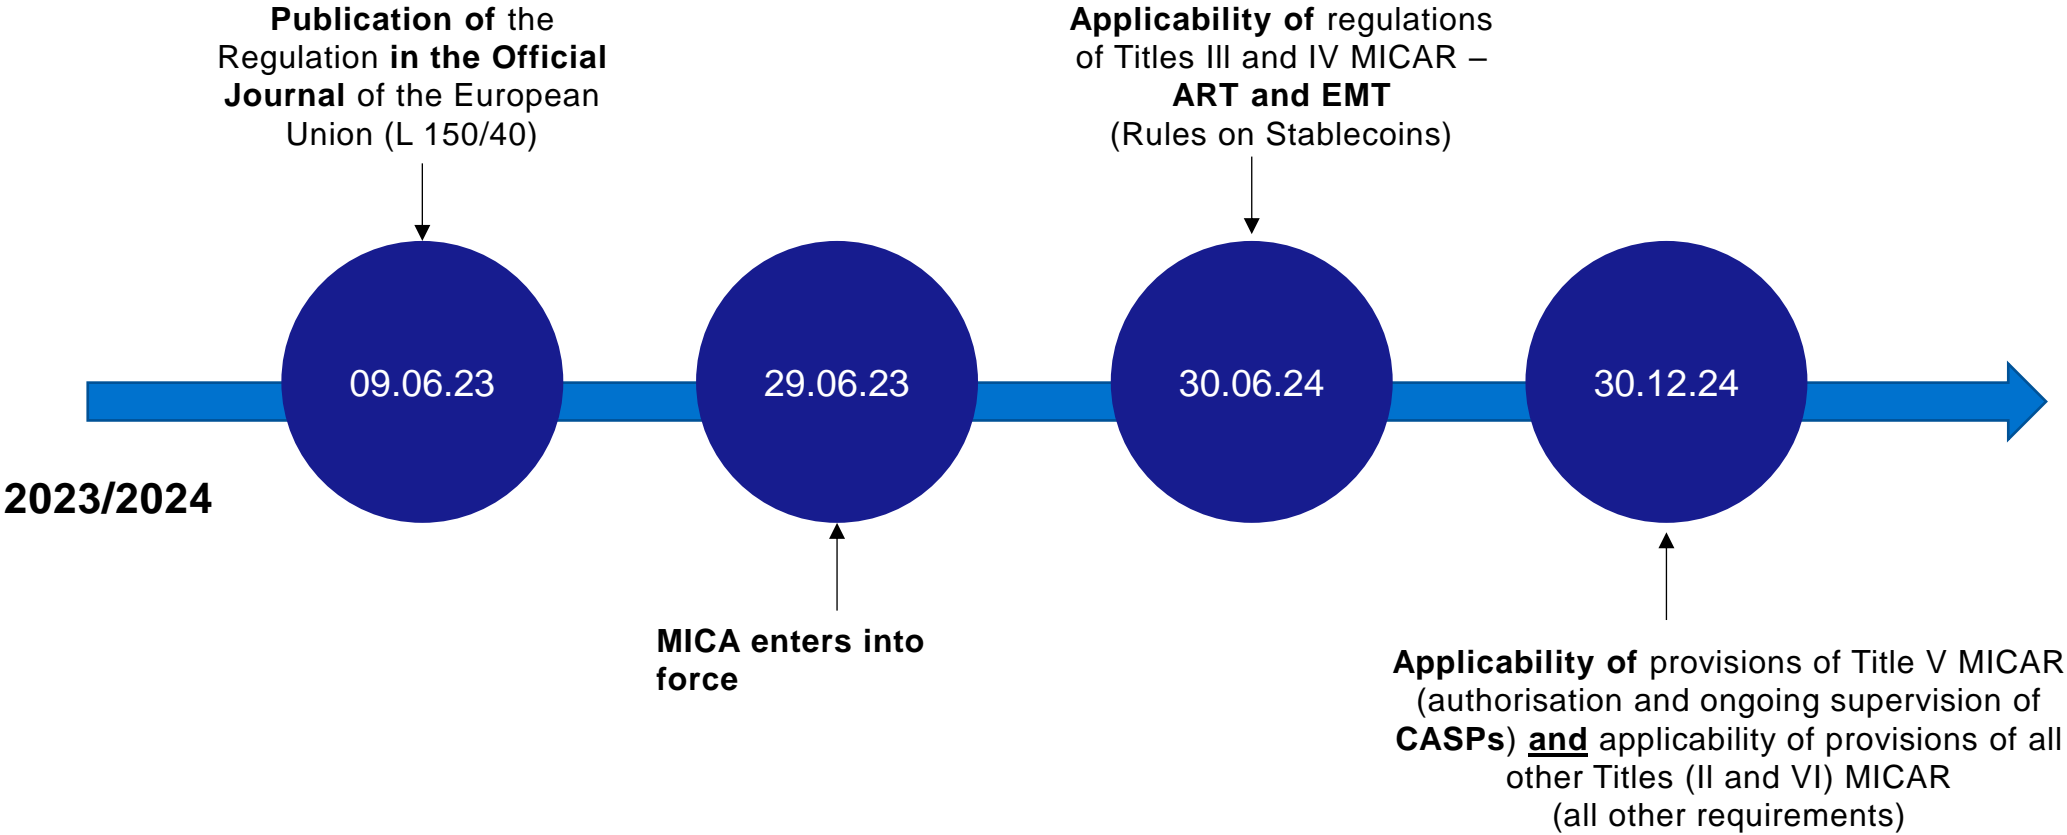 Publication of the
Regulation in the Official
Journal of the European
Union (L 150/40)
Applicability of regulations
of Titles III and IV MICAR –
ART and EMT
(Rules on Stablecoins)
09.06.23
29.06.23
30.06.24
30.12.24
2023/2024
MICA enters into
force
Applicability of provisions of Title V MICAR
(authorisation and ongoing supervision of
CASPs) and applicability of provisions of all
other Titles (II and VI) MICAR
(all other requirements)